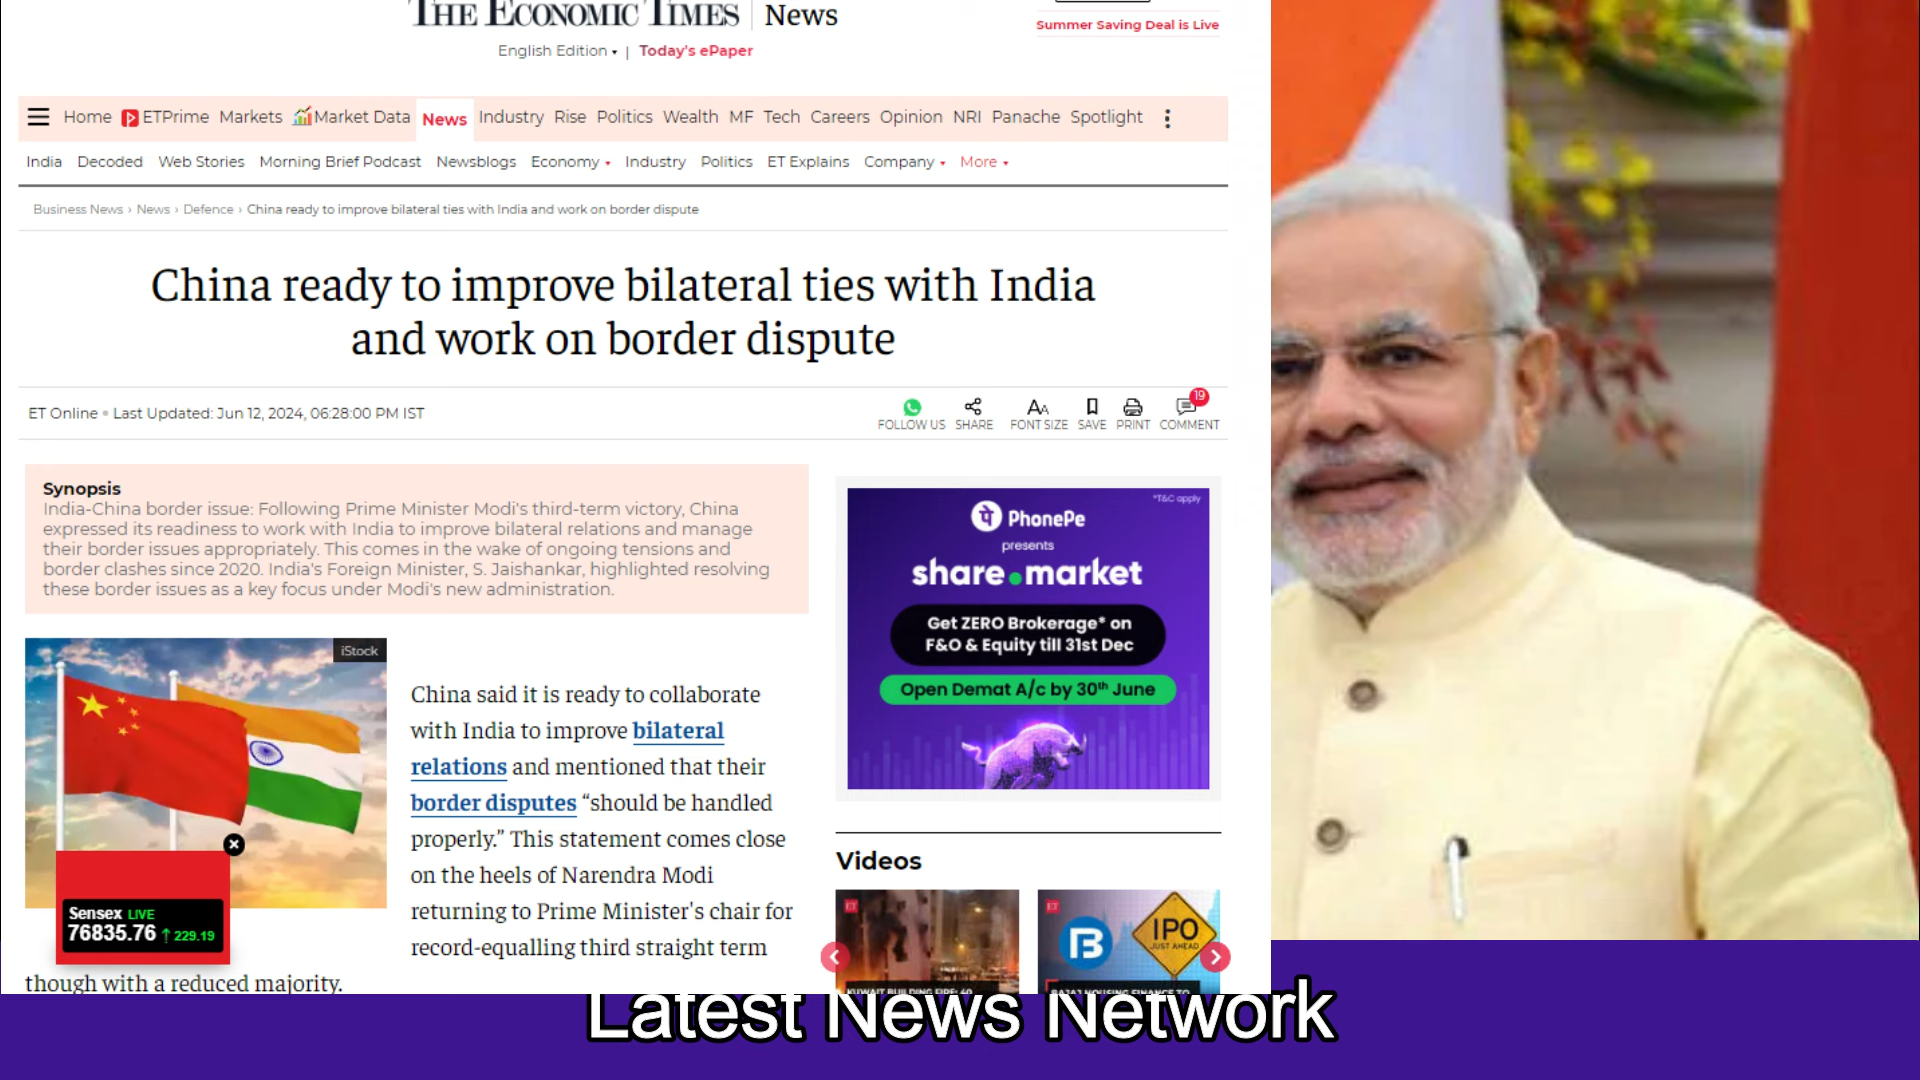 THE ECONOMIC TIMES | News
Summer Saving Deal is Live
English Edition | Today's ePaper
Home ETPrime Markets Market Data News Industry Rise Politics Wealth MF Tech Careers Opinion NRI Panache Spotlight
India Decoded Web Stories Morning Brief Podcast Newsblogs Economy Industry Politics ET Explains Company More
Business News › News › Defence › China ready to improve bilateral ties with India and work on border dispute
China ready to improve bilateral ties with India
and work on border dispute
ET Online • Last Updated: Jun 12, 2024, 06:28:00 PM IST
19
FOLLOW US SHARE FONT SIZE SAVE PRINT COMMENT
Synopsis
India-China border issue: Following Prime Minister Modi's third-term victory, China
expressed its readiness to work with India to improve bilateral relations and manage
their border issues appropriately. This comes in the wake of ongoing tensions and
border clashes since 2020. India's Foreign Minister, S. Jaishankar, highlighted resolving
these border issues as a key focus under Modi's new administration.
iStock
China said it is ready to collaborate
with India to improve bilateral
relations and mentioned that their
border disputes “should be handled
properly.” This statement comes close
on the heels of Narendra Modi
returning to Prime Minister's chair for
record-equalling third straight term
though with a reduced majority.
Sensex LIVE
76835.76 ↑ 229.19
*T&C apply
PhonePe
presents
share.market
Get ZERO Brokerage* on
F&O & Equity till 31st Dec
Open Demat A/c by 30th June
Videos
ET
KUWAIT BUILDING FIRE: 40
ET
B
IPO
JUST AHEAD
BAJAJ HOUSING FINANCE TO
Latest News Network